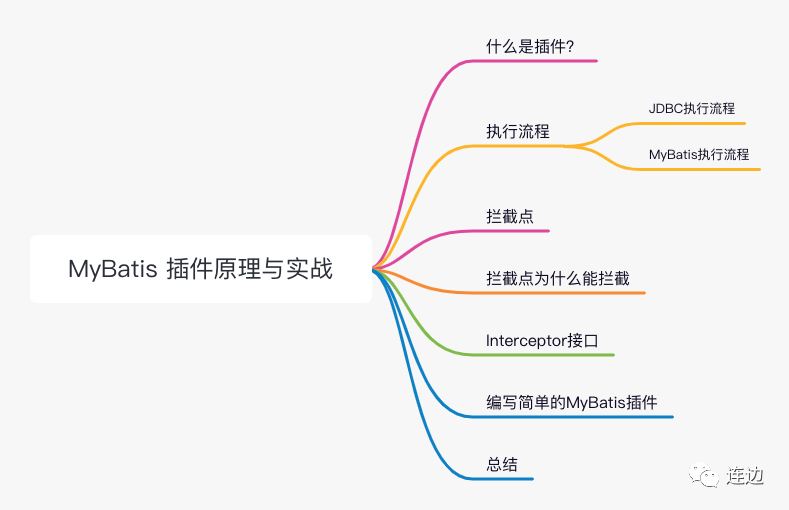 什么是插件?
JDBC执行流程
执行流程
MyBatis执行流程
拦截点
MyBatis 插件原理与实战
拦截点为什么能拦截
Interceptor接口
编写简单的MyBatis插件
总结
连边